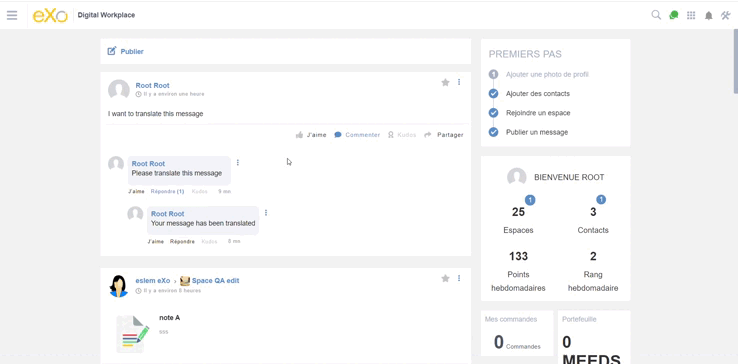 eXo
Digital Workplace
Publier
Root Root
Il y a environ une heure
I want to translate this message
J'aime Commenter Kudos Partager
Root Root
Please translate this message
J'aime Répondre (1) Kudos 9 mn
Root Root
Your message has been translated
J'aime Répondre Kudos 8 mn
eslem eXo › Space QA edit
Il y a environ 5 heures
note A
sss
PREMIERS PAS
1 Ajouter une photo de profil
Ajouter des contacts
Rejoindre un espace
Publier un message
BIENVENUE ROOT
1 1
25 3
Espaces Contacts
133 2
Points Rang
hebdomadaires hebdomadaire
Mes commandes Portefeuille
0 Commandes 0
MEEDS